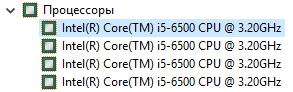 Процессоры
Intel(R) Core(TM) i5-6500 CPU @ 3.20GHz
Intel(R) Core(TM) i5-6500 CPU @ 3.20GHz
Intel(R) Core(TM) i5-6500 CPU @ 3.20GHz
Intel(R) Core(TM) i5-6500 CPU @ 3.20GHz